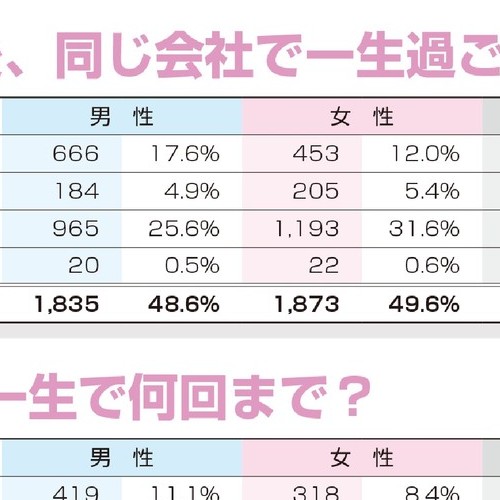 、同じ会社で一生過ご
男 性 女 性
666 17.6% 453 12.0%
184 4.9% 205 5.4%
965 25.6% 1,193 31.6%
20 0.5% 22 0.6%
1,835 48.6% 1,873 49.6%
一生で何回まで？
男 性 女 性
419 11.1% 318 8.4%